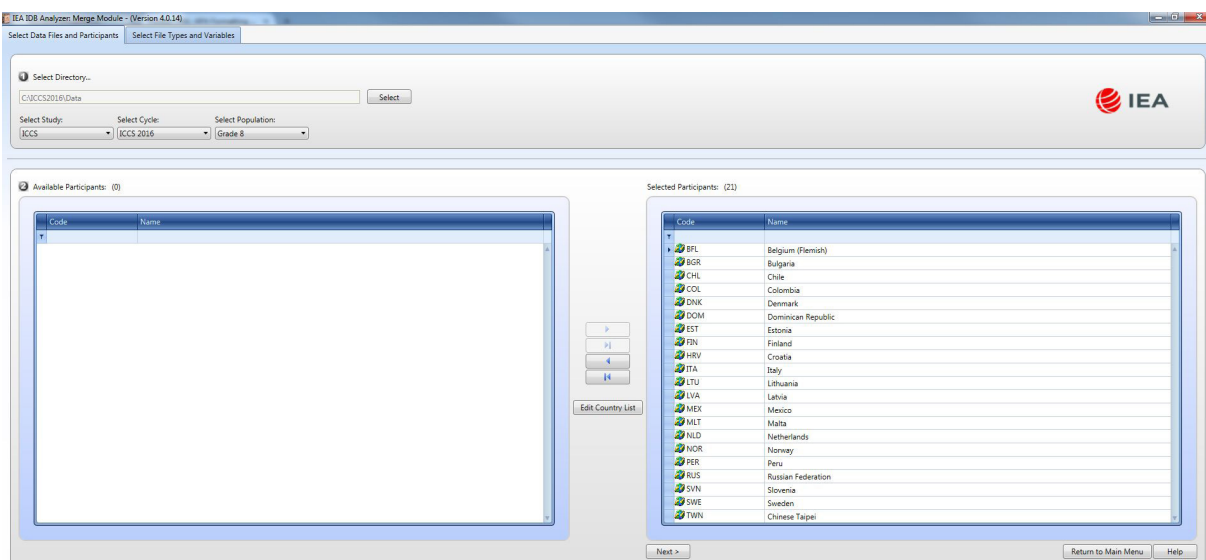 IEA IDB Analyzer: Merge Module - (Version 4.0.14)
Select Data Files and Participants Select File Types and Variables
1 Select Directory...
C:\ICCS2016\Data Select
IEA
Select Study: Select Cycle: Select Population:
ICCS ICCS 2016 Grade 8
2 Available Participants: (0) Selected Participants: (21)
Code Name Code Name
BFL Belgium (Flemish)
BGR Bulgaria
CHL Chile
COL Colombia
DNK Denmark
DOM Dominican Republic
EST Estonia
FIN Finland
HRV Croatia
ITA Italy
LTU Lithuania
LVA Latvia
Edit Country List
MEX Mexico
MLT Malta
NLD Netherlands
NOR Norway
PER Peru
RUS Russian Federation
SVN Slovenia
SWE Sweden
TWN Chinese Taipei
Next > Return to Main Menu Help